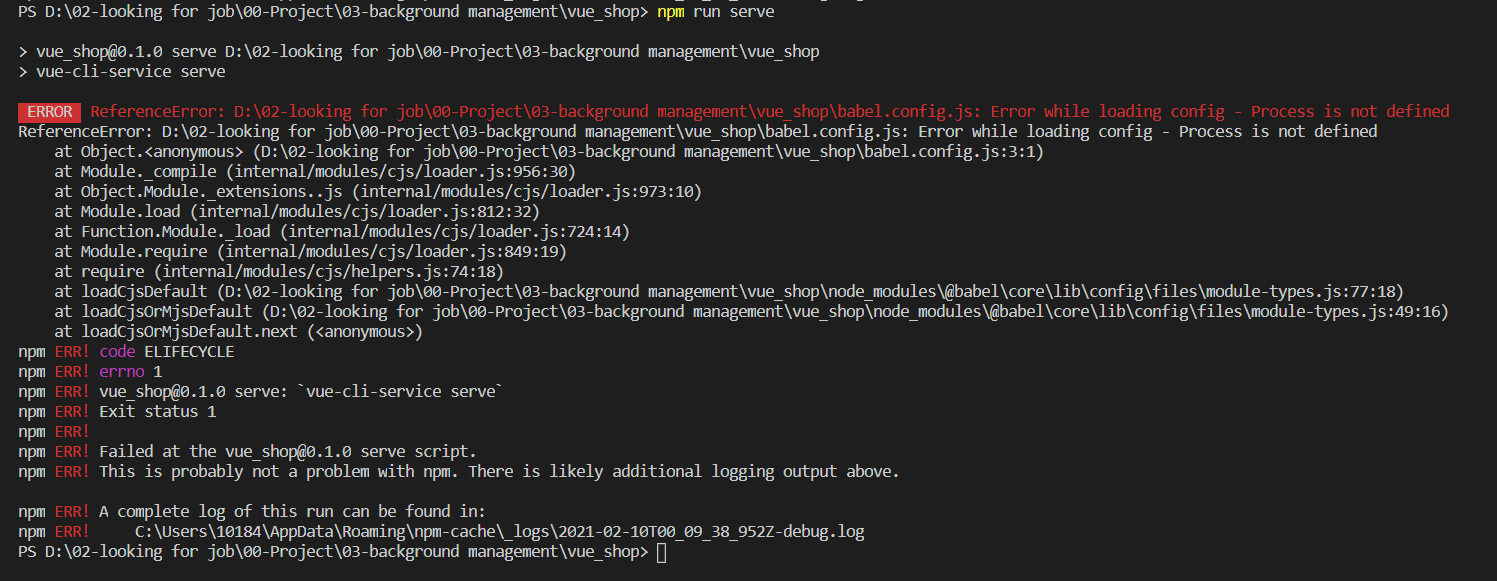 PS D:\02-looking for job\00-Project\03-background management\vue_shop> npm run serve
> vue_shop@0.1.0 serve D:\02-looking for job\00-Project\03-background management\vue_shop
> vue-cli-service serve
ERROR ReferenceError: D:\02-looking for job\00-Project\03-background management\vue_shop\babel.config.js: Error while loading config - Process is not defined
ReferenceError: D:\02-looking for job\00-Project\03-background management\vue_shop\babel.config.js: Error while loading config - Process is not defined
at Object.<anonymous> (D:\02-looking for job\00-Project\03-background management\vue_shop\babel.config.js:3:1)
at Module._compile (internal/modules/cjs/loader.js:956:30)
at Object.Module._extensions..js (internal/modules/cjs/loader.js:973:10)
at Module.load (internal/modules/cjs/loader.js:812:32)
at Function.Module._load (internal/modules/cjs/loader.js:724:14)
at Module.require (internal/modules/cjs/loader.js:849:19)
at require (internal/modules/cjs/helpers.js:74:18)
at loadCjsDefault (D:\02-looking for job\00-Project\03-background management\vue_shop\node_modules\@babel\core\lib\config\files\module-types.js:77:18)
at loadCjsOrMjsDefault (D:\02-looking for job\00-Project\03-background management\vue_shop\node_modules\@babel\core\lib\config\files\module-types.js:49:16)
at loadCjsOrMjsDefault.next (<anonymous>)
npm ERR! code ELIFECYCLE
npm ERR! errno 1
npm ERR! vue_shop@0.1.0 serve: `vue-cli-service serve`
npm ERR! Exit status 1
npm ERR!
npm ERR! Failed at the vue_shop@0.1.0 serve script.
npm ERR! This is probably not a problem with npm. There is likely additional logging output above.
npm ERR! A complete log of this run can be found in:
npm ERR! C:\Users\10184\AppData\Roaming\npm-cache\_logs\2021-02-10T00_09_38_952Z-debug.log
PS D:\02-looking for job\00-Project\03-background management\vue_shop>